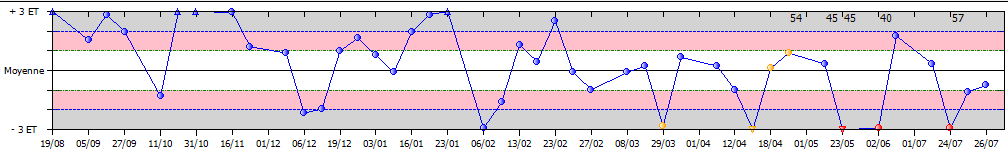 + 3 ET 54 45 45 40 57
Moyenne
- 3 ET
19/08 05/09 27/09 11/10 31/10 16/11 01/12 06/12 19/12 03/01 16/01 23/01 06/02 13/02 23/02 27/02 08/03 29/03 01/04 14/04 18/04 01/05 23/05 02/06 07/06 24/07 26/07